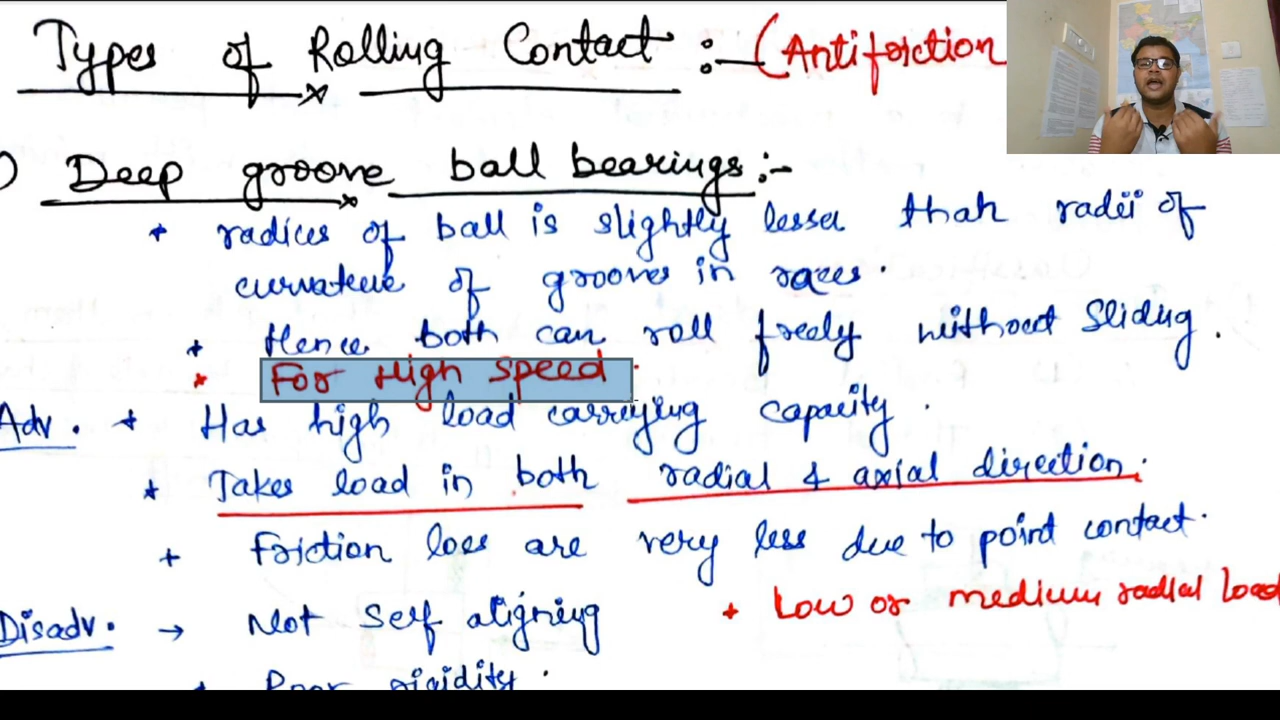 Types of Rolling Contact :- (Antifriction
) Deep groove ball bearings :-
* radius of ball is slightly lesser than radii of
curvature of grooves in races.
* Hence both can roll freely without sliding.
* For High speed.
Adv. * Has high load carrying capacity.
* Takes load in both radial & axial direction.
* Friction loss are very less due to point contact.
* Low or medium radial load
Disadv. → Not Self aligning
* Poor rigidity.